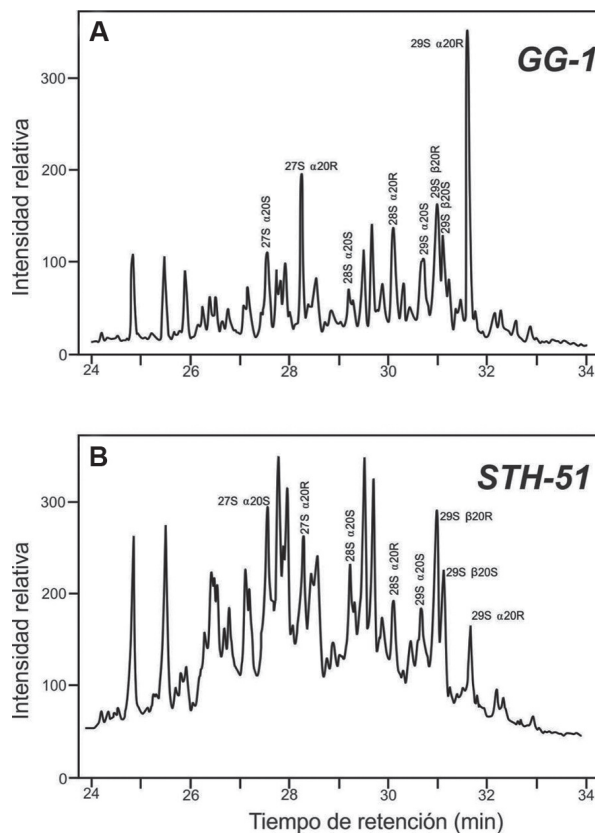 A
GG-1
Intensidad relativa
300
200
100
0
27S α20S
27S α20R
28S α20S
28S α20R
29S α20S
29S β20R
29S β20S
29S α20R
24 26 28 30 32 34
B
STH-51
Intensidad relativa
300
200
100
0
27S α20S
27S α20R
28S α20S
28S α20R
29S α20S
29S β20R
29S β20S
29S α20R
24 26 28 30 32 34
Tiempo de retención (min)